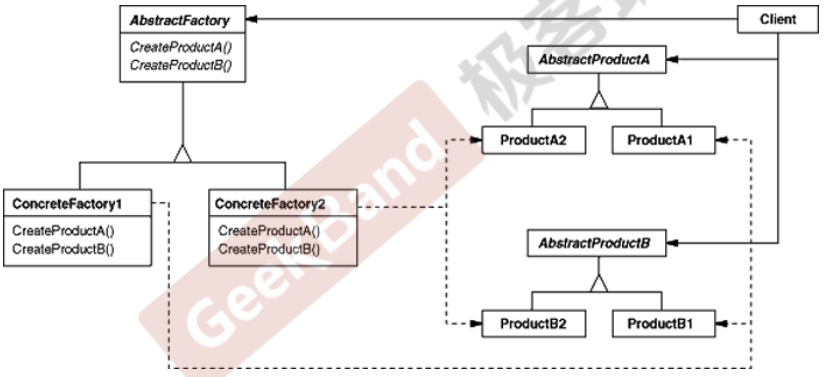 AbstractFactory
CreateProductA()
CreateProductB()
Client
AbstractProductA
ProductA2
ProductA1
ConcreteFactory1
CreateProductA()
CreateProductB()
ConcreteFactory2
CreateProductA()
CreateProductB()
AbstractProductB
ProductB2
ProductB1
GeekBand
极客